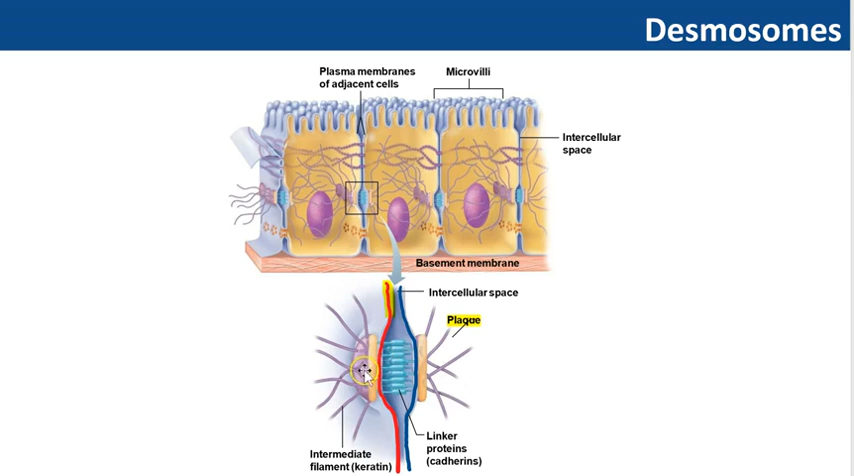 Desmosomes
Plasma membranes
of adjacent cells
Microvilli
Intercellular
space
Basement membrane
Intercellular space
Plaque
Linker
proteins
(cadherins)
Intermediate
filament (keratin)